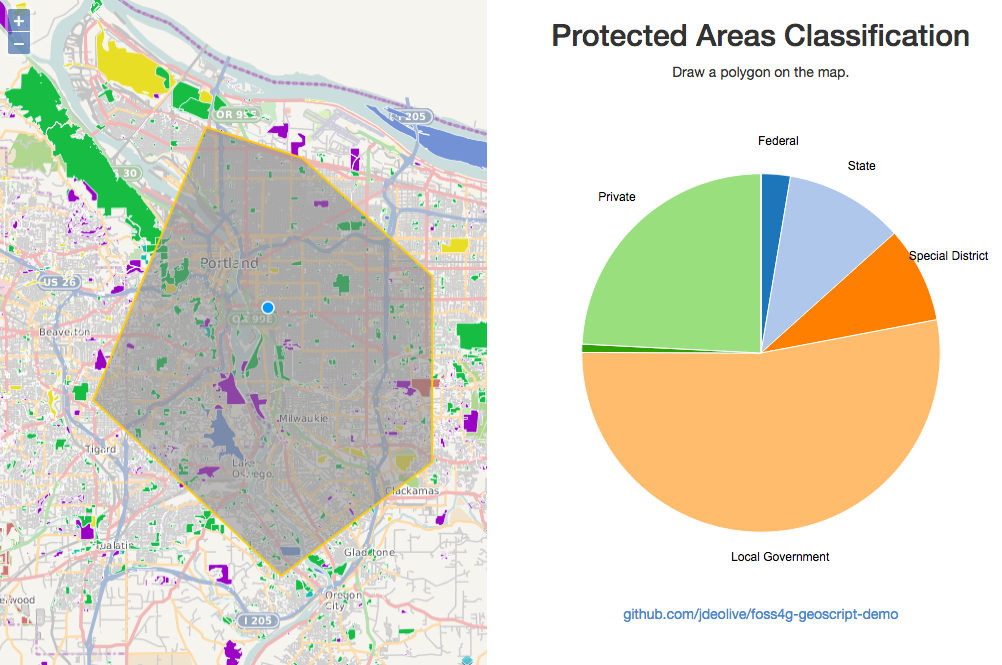 +
−
OR 99E
I 205
30
Portland
US 26
OR 99E
Beaverton
Milwaukie
Tigard
Lake
Oswego
Clackamas
Tualatin
Gladstone
erwood
Oregon
City
I 205
Protected Areas Classification
Draw a polygon on the map.
Federal
State
Private
Special District
Local Government
github.com/jdeolive/foss4g-geoscript-demo